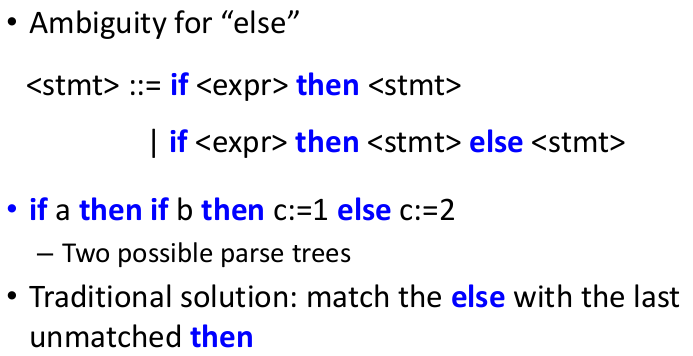 • Ambiguity for “else”
<stmt> ::= if <expr> then <stmt>
| if <expr> then <stmt> else <stmt>
• if a then if b then c:=1 else c:=2
– Two possible parse trees
• Traditional solution: match the else with the last
unmatched then